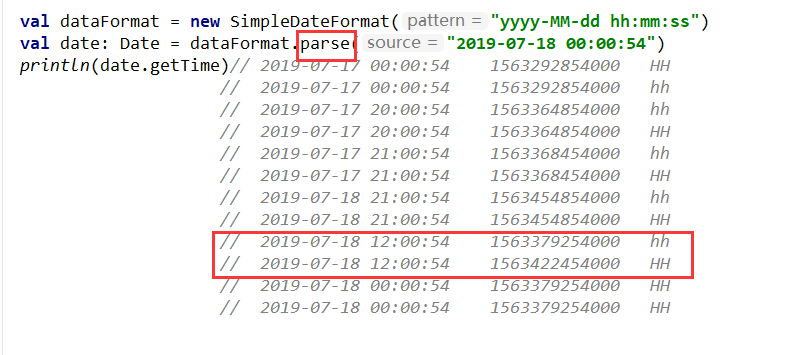 val dataFormat = new SimpleDateFormat( pattern = "yyyy-MM-dd hh:mm:ss")
val date: Date = dataFormat.parse( source = "2019-07-18 00:00:54")
println(date.getTime)// 2019-07-17 00:00:54 1563292854000 HH
// 2019-07-17 00:00:54 1563292854000 hh
// 2019-07-17 20:00:54 1563364854000 hh
// 2019-07-17 20:00:54 1563364854000 HH
// 2019-07-17 21:00:54 1563368454000 hh
// 2019-07-17 21:00:54 1563368454000 HH
// 2019-07-18 21:00:54 1563454854000 hh
// 2019-07-18 21:00:54 1563454854000 HH
// 2019-07-18 12:00:54 1563379254000 hh
// 2019-07-18 12:00:54 1563422454000 HH
// 2019-07-18 00:00:54 1563379254000 HH
// 2019-07-18 00:00:54 1563379254000 HH